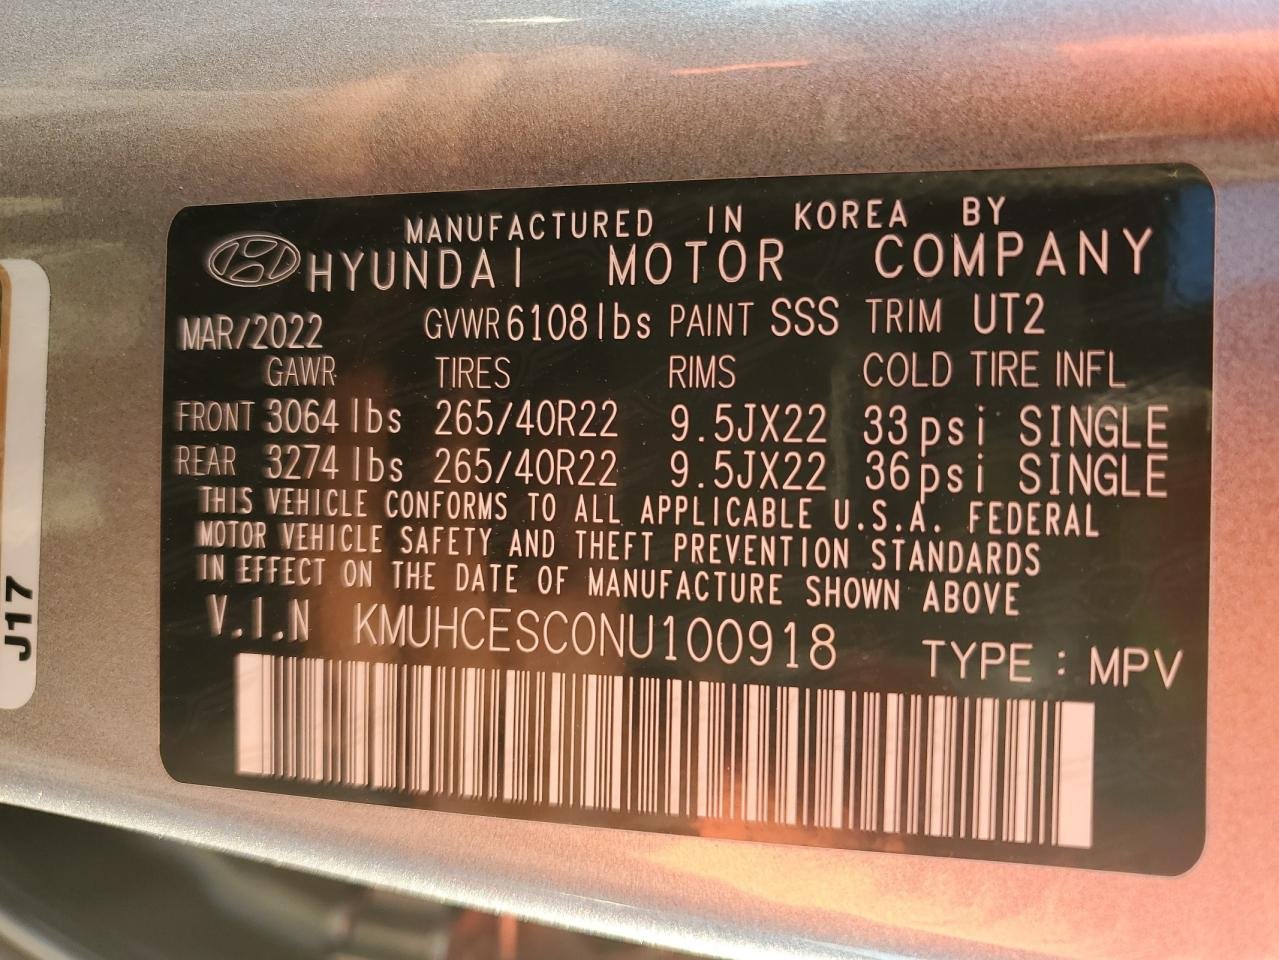 MANUFACTURED IN KOREA BY
HYUNDAI MOTOR COMPANY
MAR/2022 GVWR 6108lbs PAINT SSS TRIM UT2
GAWR TIRES RIMS COLD TIRE INFL
FRONT 3064 lbs 265/40R22 9.5JX22 33psi SINGLE
REAR 3274 lbs 265/40R22 9.5JX22 36psi SINGLE
THIS VEHICLE CONFORMS TO ALL APPLICABLE U.S.A. FEDERAL
MOTOR VEHICLE SAFETY AND THEFT PREVENTION STANDARDS
IN EFFECT ON THE DATE OF MANUFACTURE SHOWN ABOVE
V.I.N KMUHCESC0NU100918 TYPE : MPV
J17